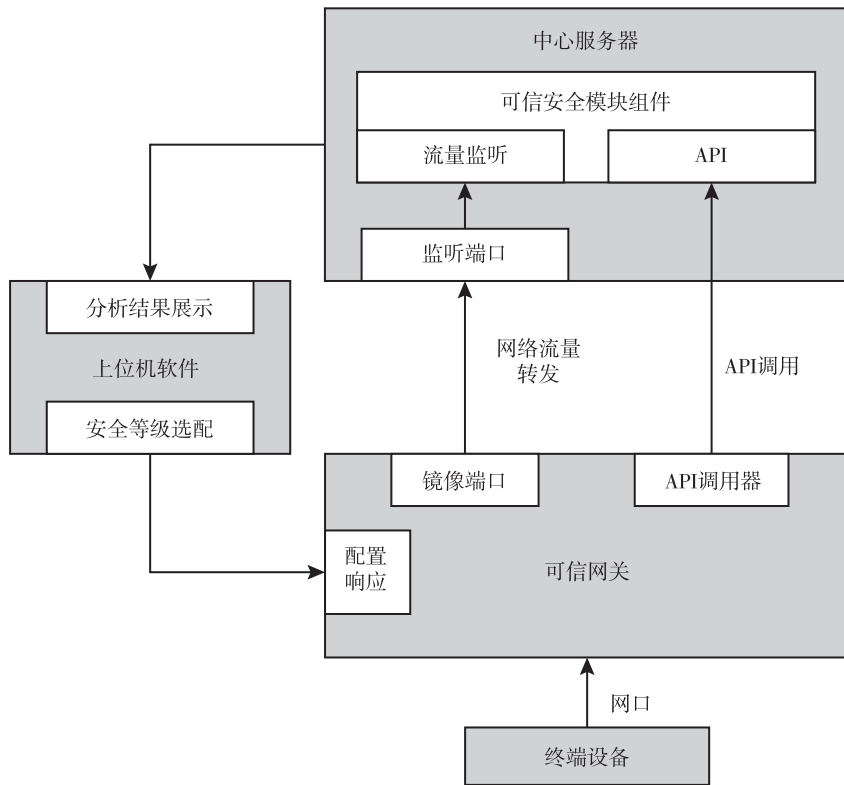 中心服务器
可信安全模块组件
流量监听
API
监听端口
分析结果展示
上位机软件
安全等级选配
网络流量
转发
API调用
镜像端口
API调用器
配置
响应
可信网关
网口
终端设备